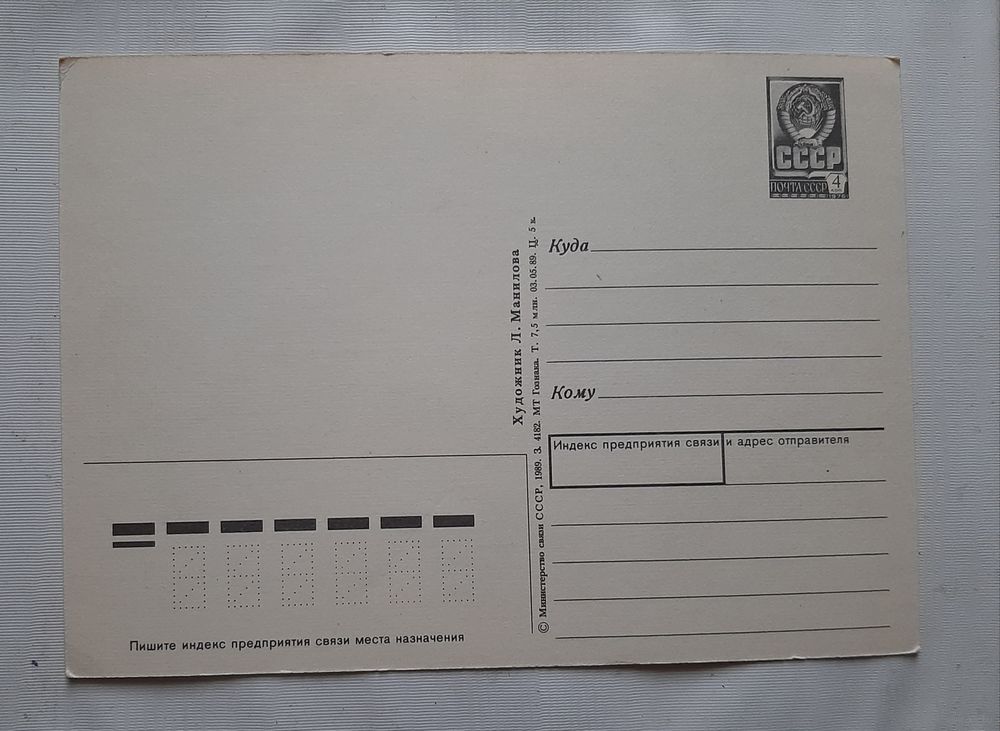 СССР
ПОЧТА СССР 4
1976
Куда
Кому
Индекс предприятия связи и адрес отправителя
Художник Л. Манилова
© Министерство связи СССР, 1989. З. 4182. МТ Гознака. Т. 7,5 млн. 03.05.89. Ц. 5 к.
Пишите индекс предприятия связи места назначения